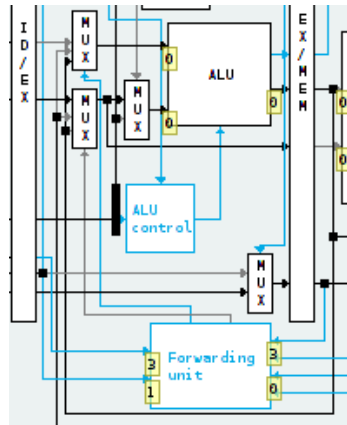 ID/EX
MUX
MUX
MUX
0
0
ALU
0
EX/MEM
0
ALU
control
MUX
3
1
Forwarding
unit
3
0